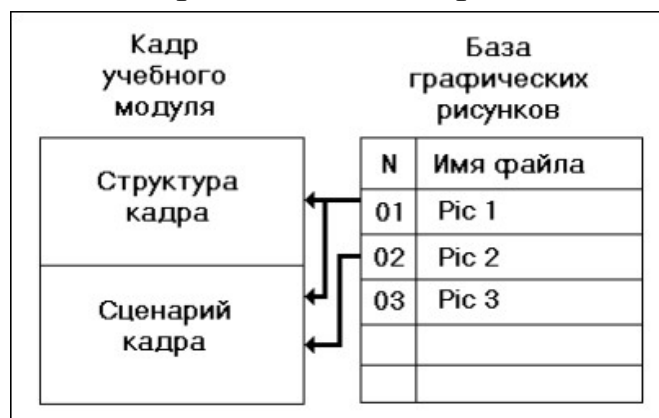 Кадр
учебного
модуля
База
графических
рисунков
Структура
кадра
Сценарий
кадра
N Имя файла
01 Pic 1
02 Pic 2
03 Pic 3